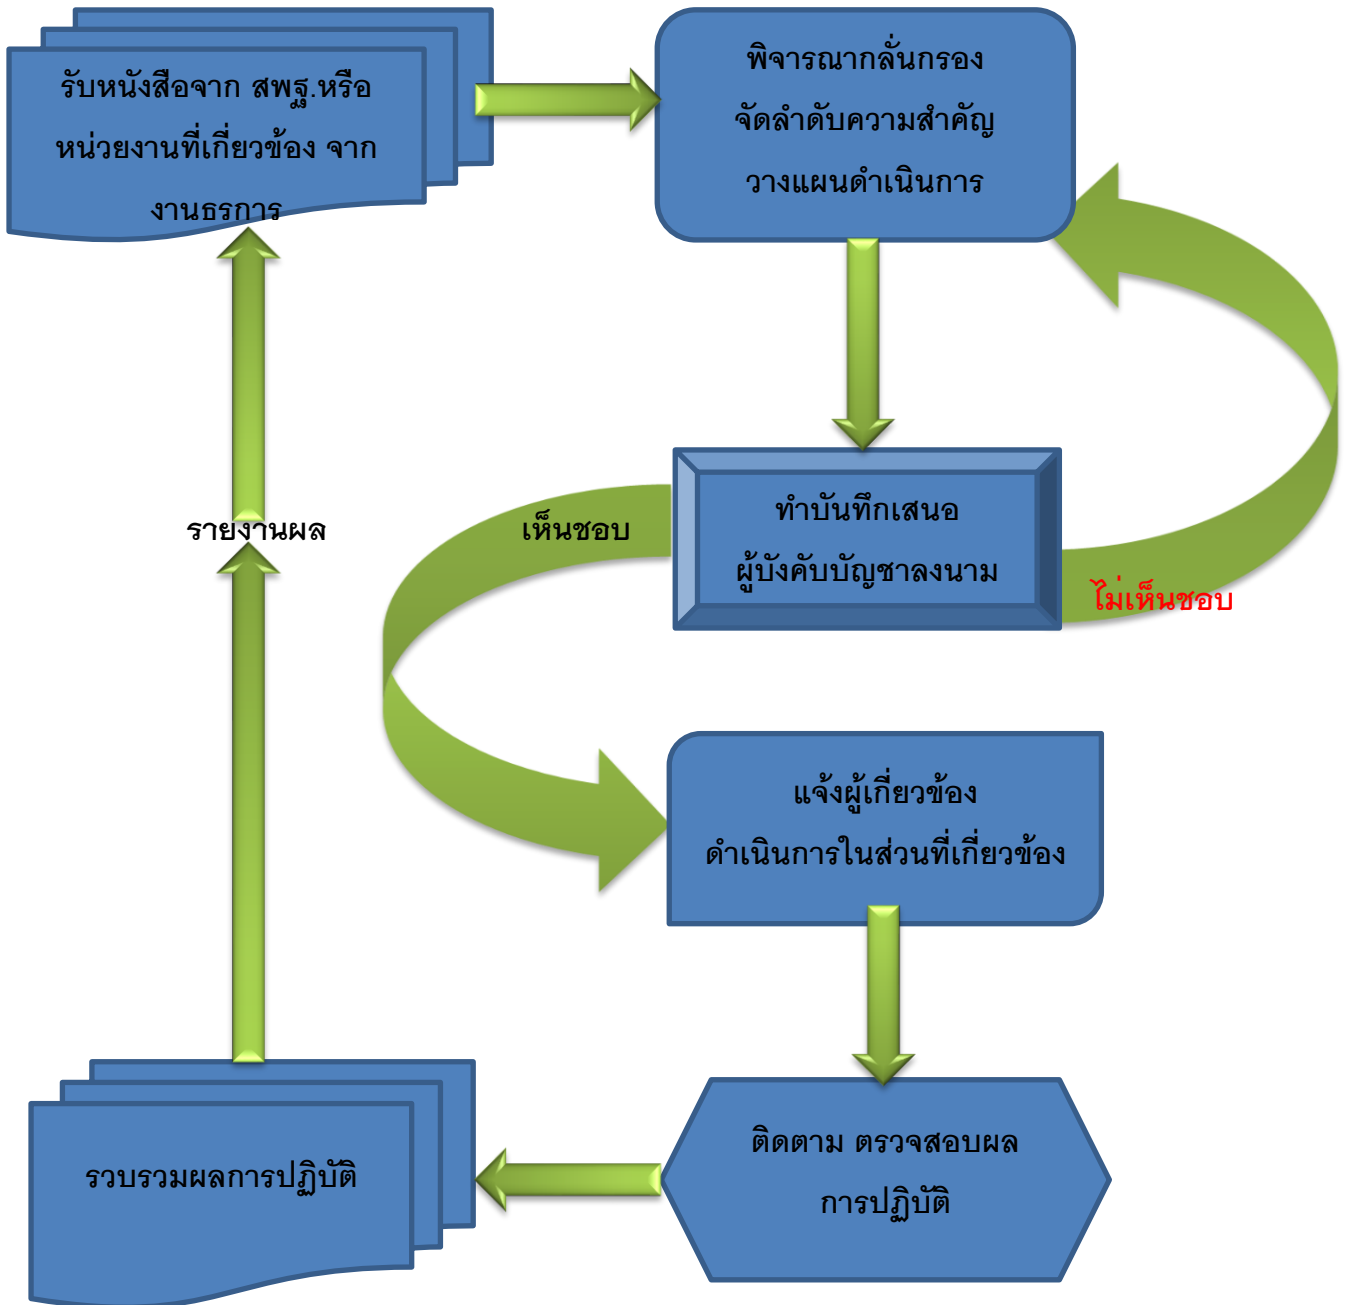 รับหนังสือจาก สพฐ.หรือ
หน่วยงานที่เกี่ยวข้อง จาก
งานธุรการ
พิจารณากลั่นกรอง
จัดลำดับความสำคัญ
วางแผนดำเนินการ
ทำบันทึกเสนอ
ผู้บังคับบัญชาลงนาม
เห็นชอบ
ไม่เห็นชอบ
รายงานผล
แจ้งผู้เกี่ยวข้อง
ดำเนินการในส่วนที่เกี่ยวข้อง
ติดตาม ตรวจสอบผล
การปฏิบัติ
รวบรวมผลการปฏิบัติ